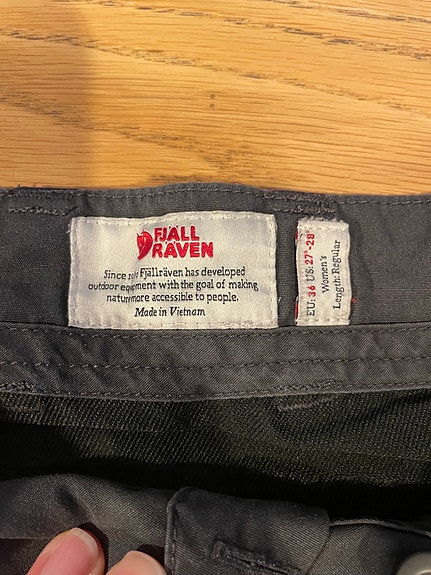 FJÄLL
RÄVEN
Since Fjällräven has developed
outdoor equipment with the goal of making
nature more accessible to people.
Made in Vietnam
EU: 36 US: 27"-28"
Women's
Length: Regular